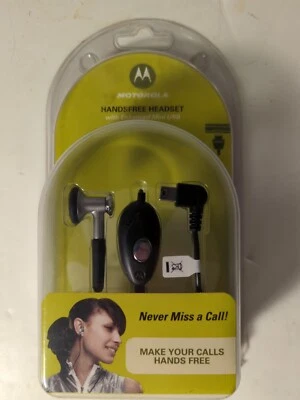 MOTOROLA
HANDSFREE HEADSET
Never Miss a Call!
MAKE YOUR CALLS
HANDS FREE